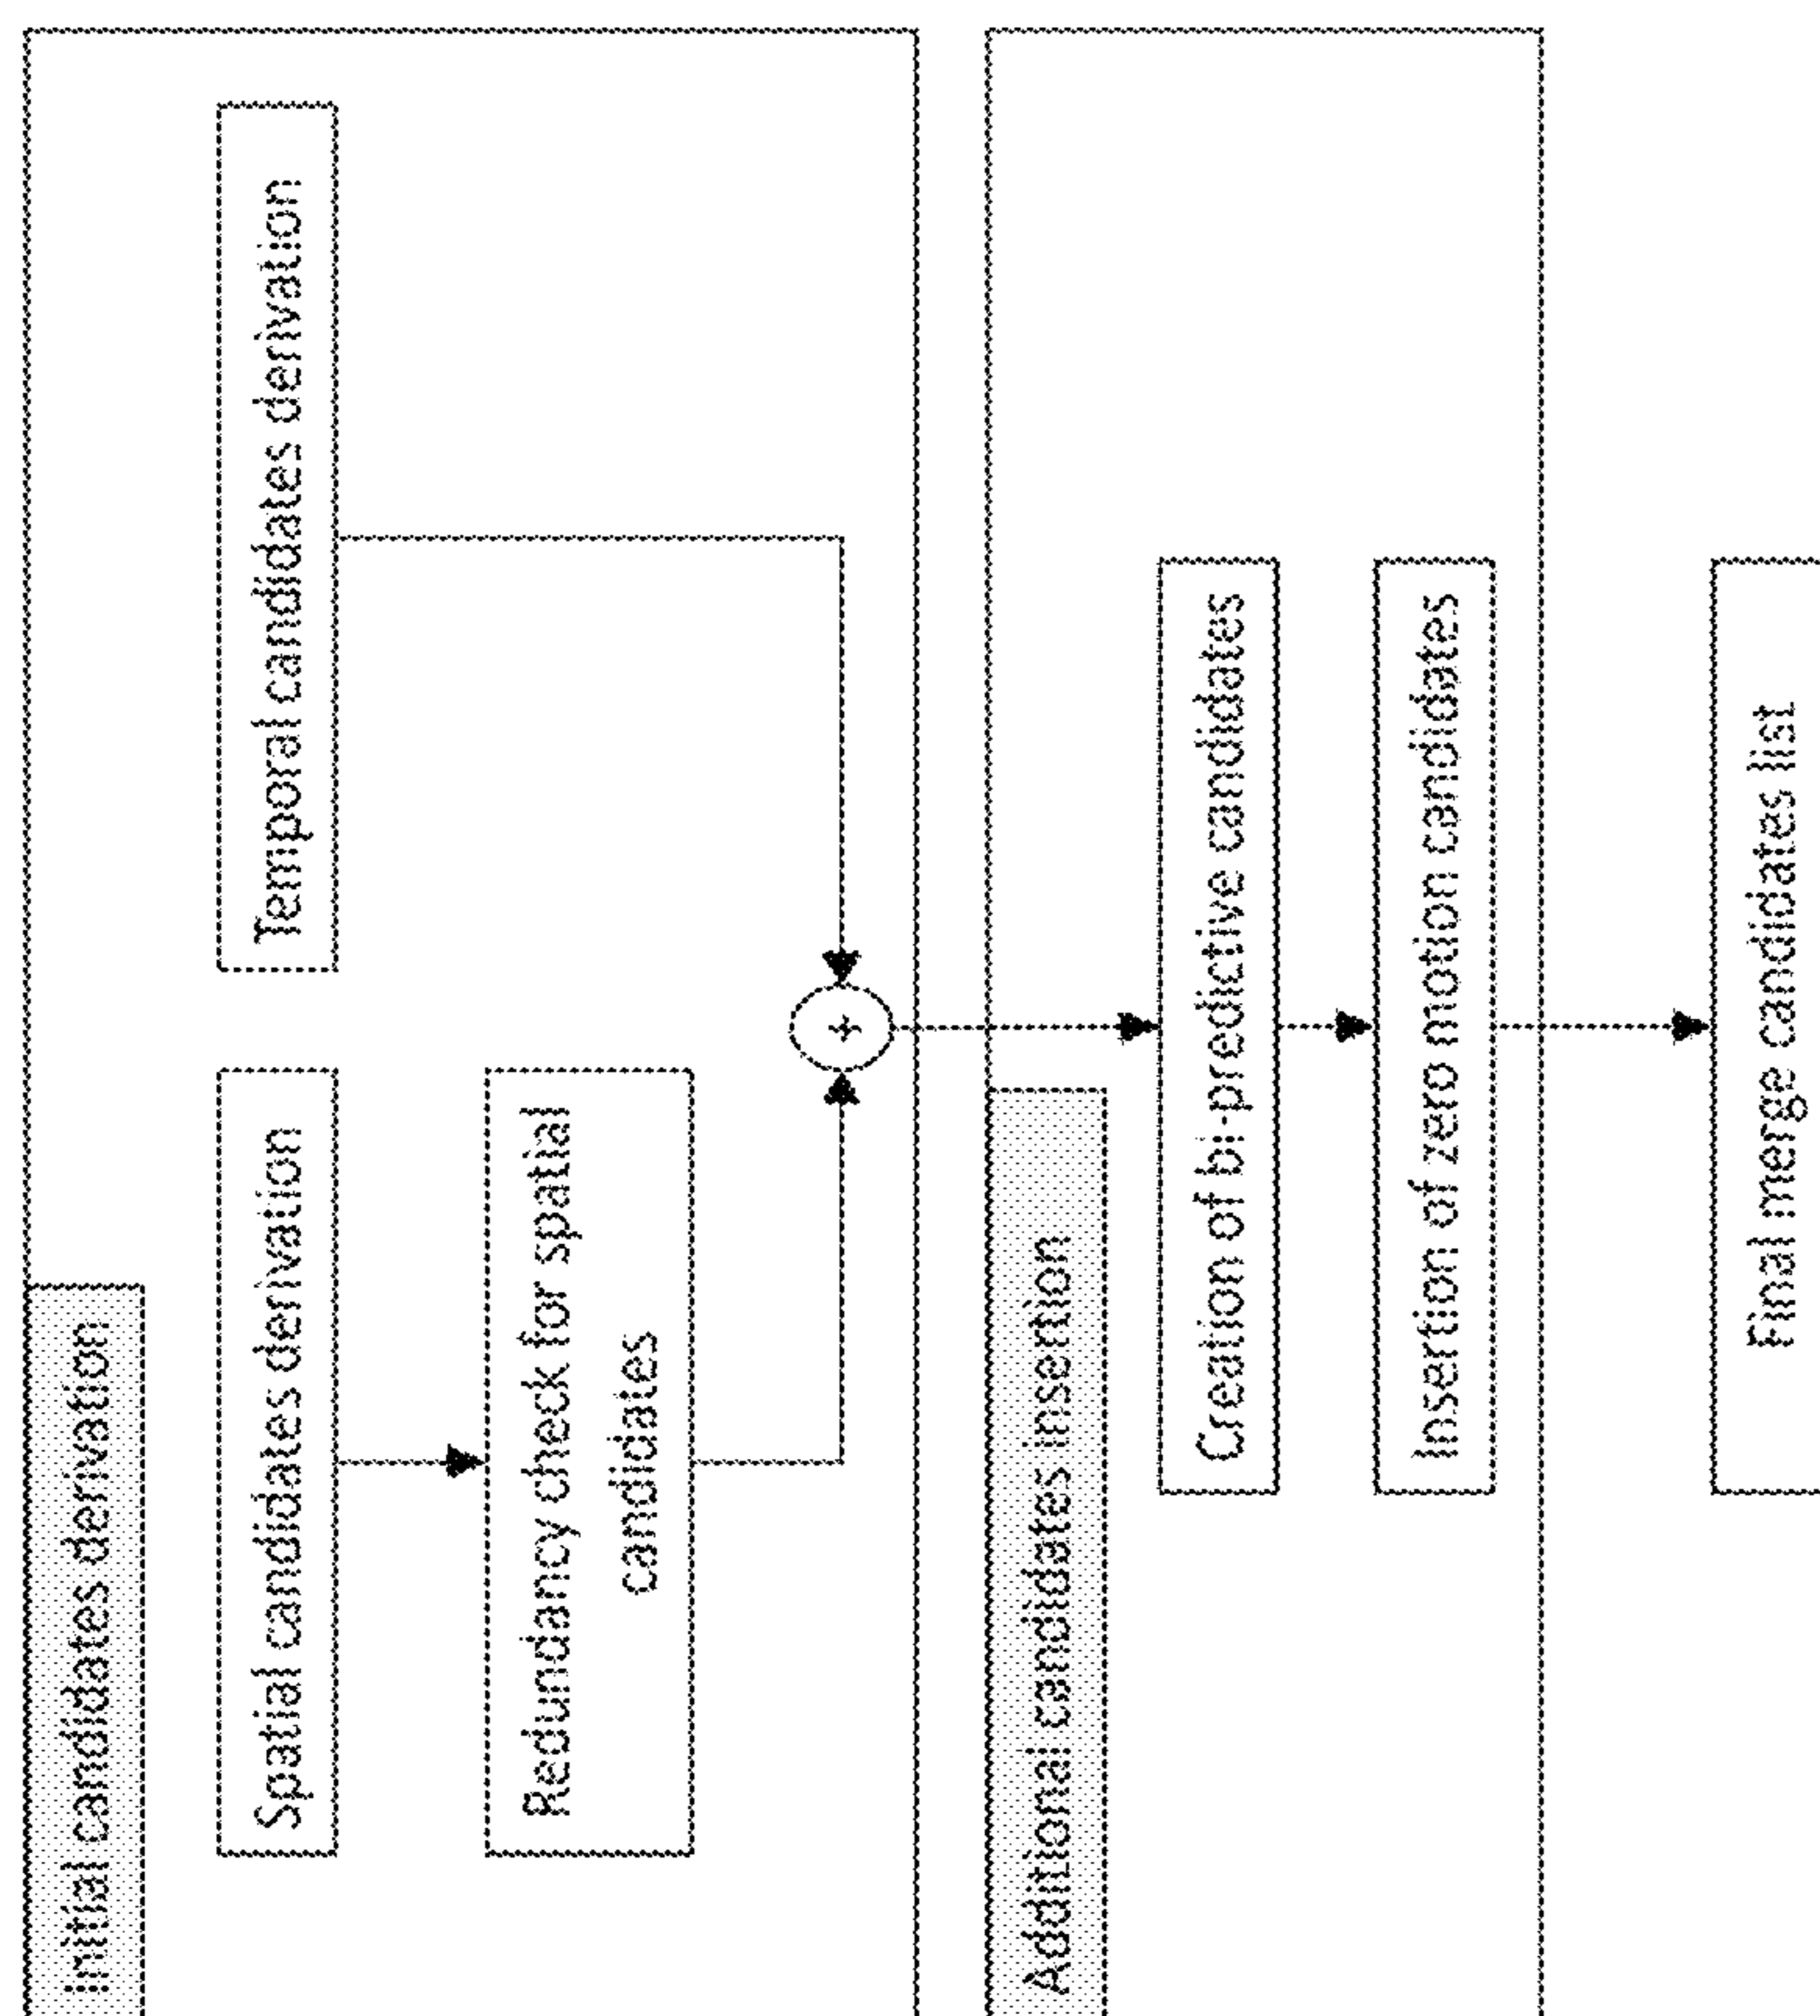 Initial candidates derivation
Spatial candidates derivation
Temporal candidates derivation
Redundancy check for spatial
candidates
+
Additional candidates insertion
Creation of bi-predictive candidates
Insertion of zero motion candidates
Final merge candidates list